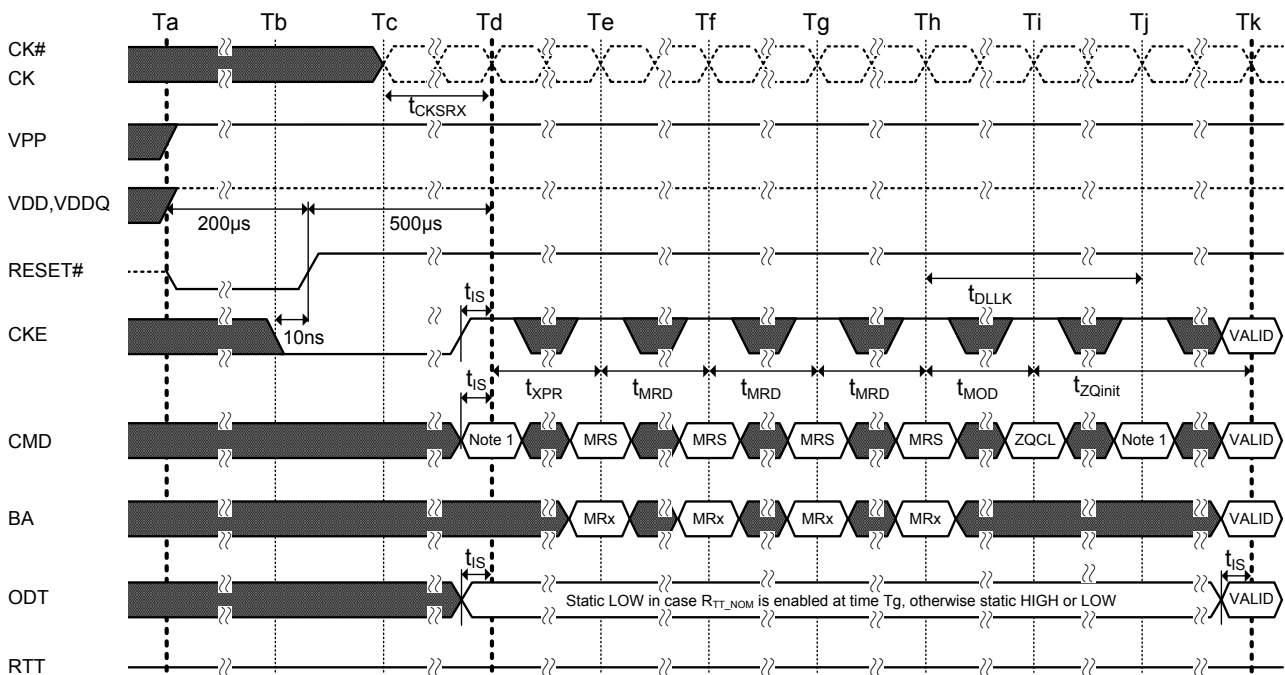 Ta Tb Tc Td Te Tf Tg Th Ti Tj Tk
CK#
CK
tCKSRX
VPP
VDD,VDDQ
200µs 500µs
RESET#
tIS tDLLK
CKE 10ns VALID
tIS tXPR tMRD tMRD tMRD tMOD tZQinit
CMD Note 1 MRS MRS MRS MRS ZQCL Note 1 VALID
BA MRx MRx MRx MRx VALID
tIS tIS
ODT Static LOW in case RTT_NOM is enabled at time Tg, otherwise static HIGH or LOW VALID
RTT